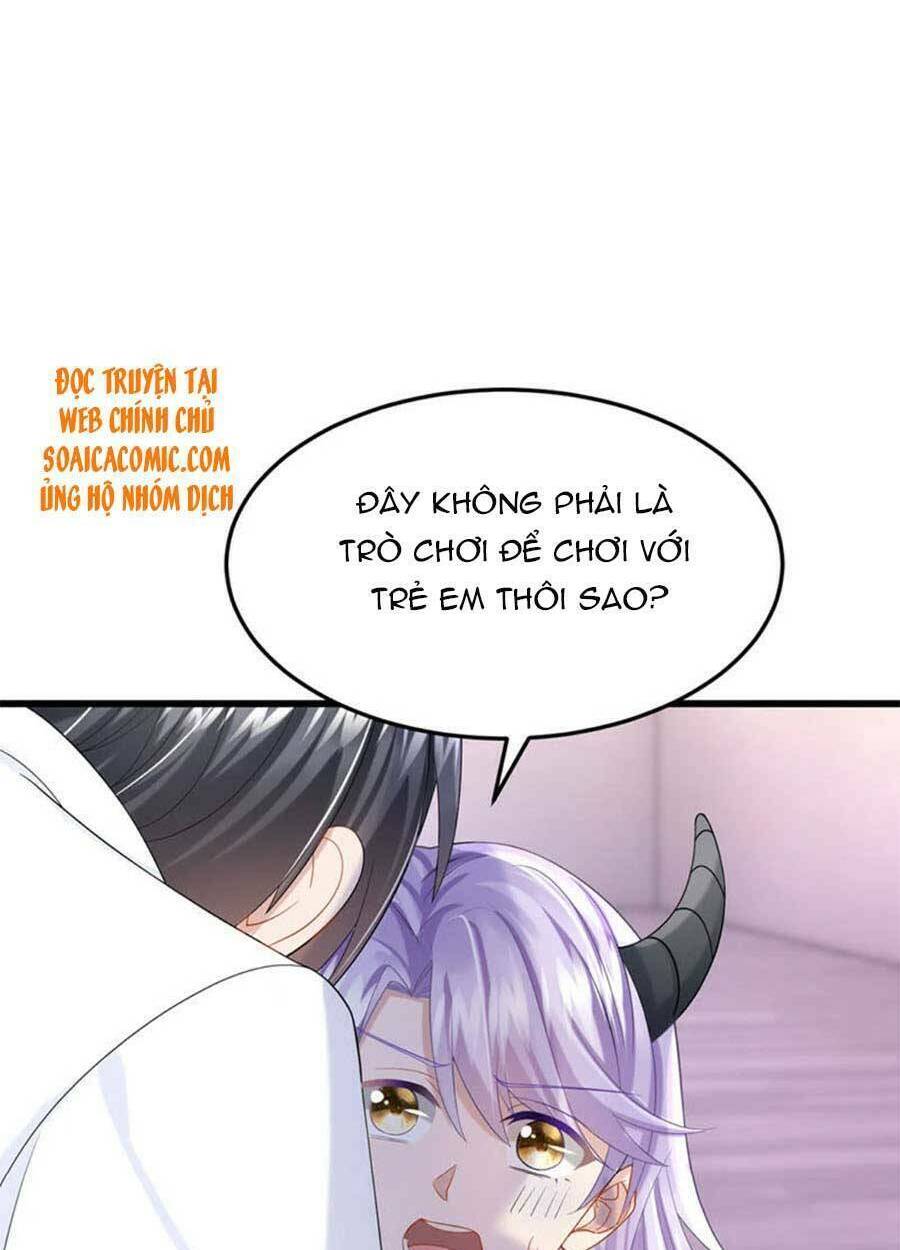 ĐỌC TRUYỆN TẠI
WEB CHÍNH CHỦ
SOAICACOMIC.COM
ỦNG HỘ NHÓM DỊCH
ĐÂY KHÔNG PHẢI LÀ
TRÒ CHƠI ĐỂ CHƠI VỚI
TRẺ EM THÔI SAO?